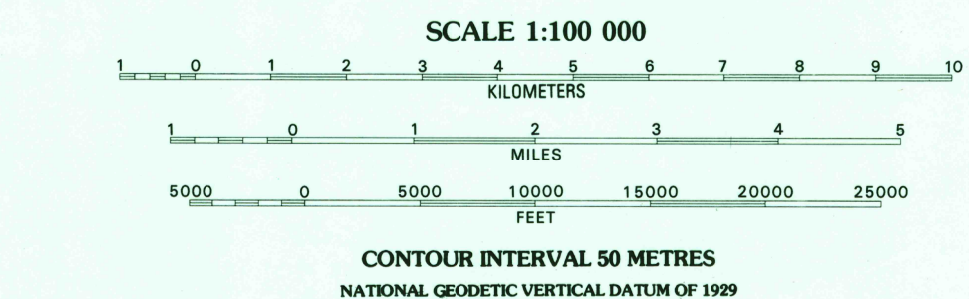 SCALE 1:100 000
1 0 1 2 3 4 5 6 7 8 9 10
KILOMETERS
1 0 1 2 3 4 5
MILES
5000 0 5000 10000 15000 20000 25000
FEET
CONTOUR INTERVAL 50 METRES
NATIONAL GEODETIC VERTICAL DATUM OF 1929